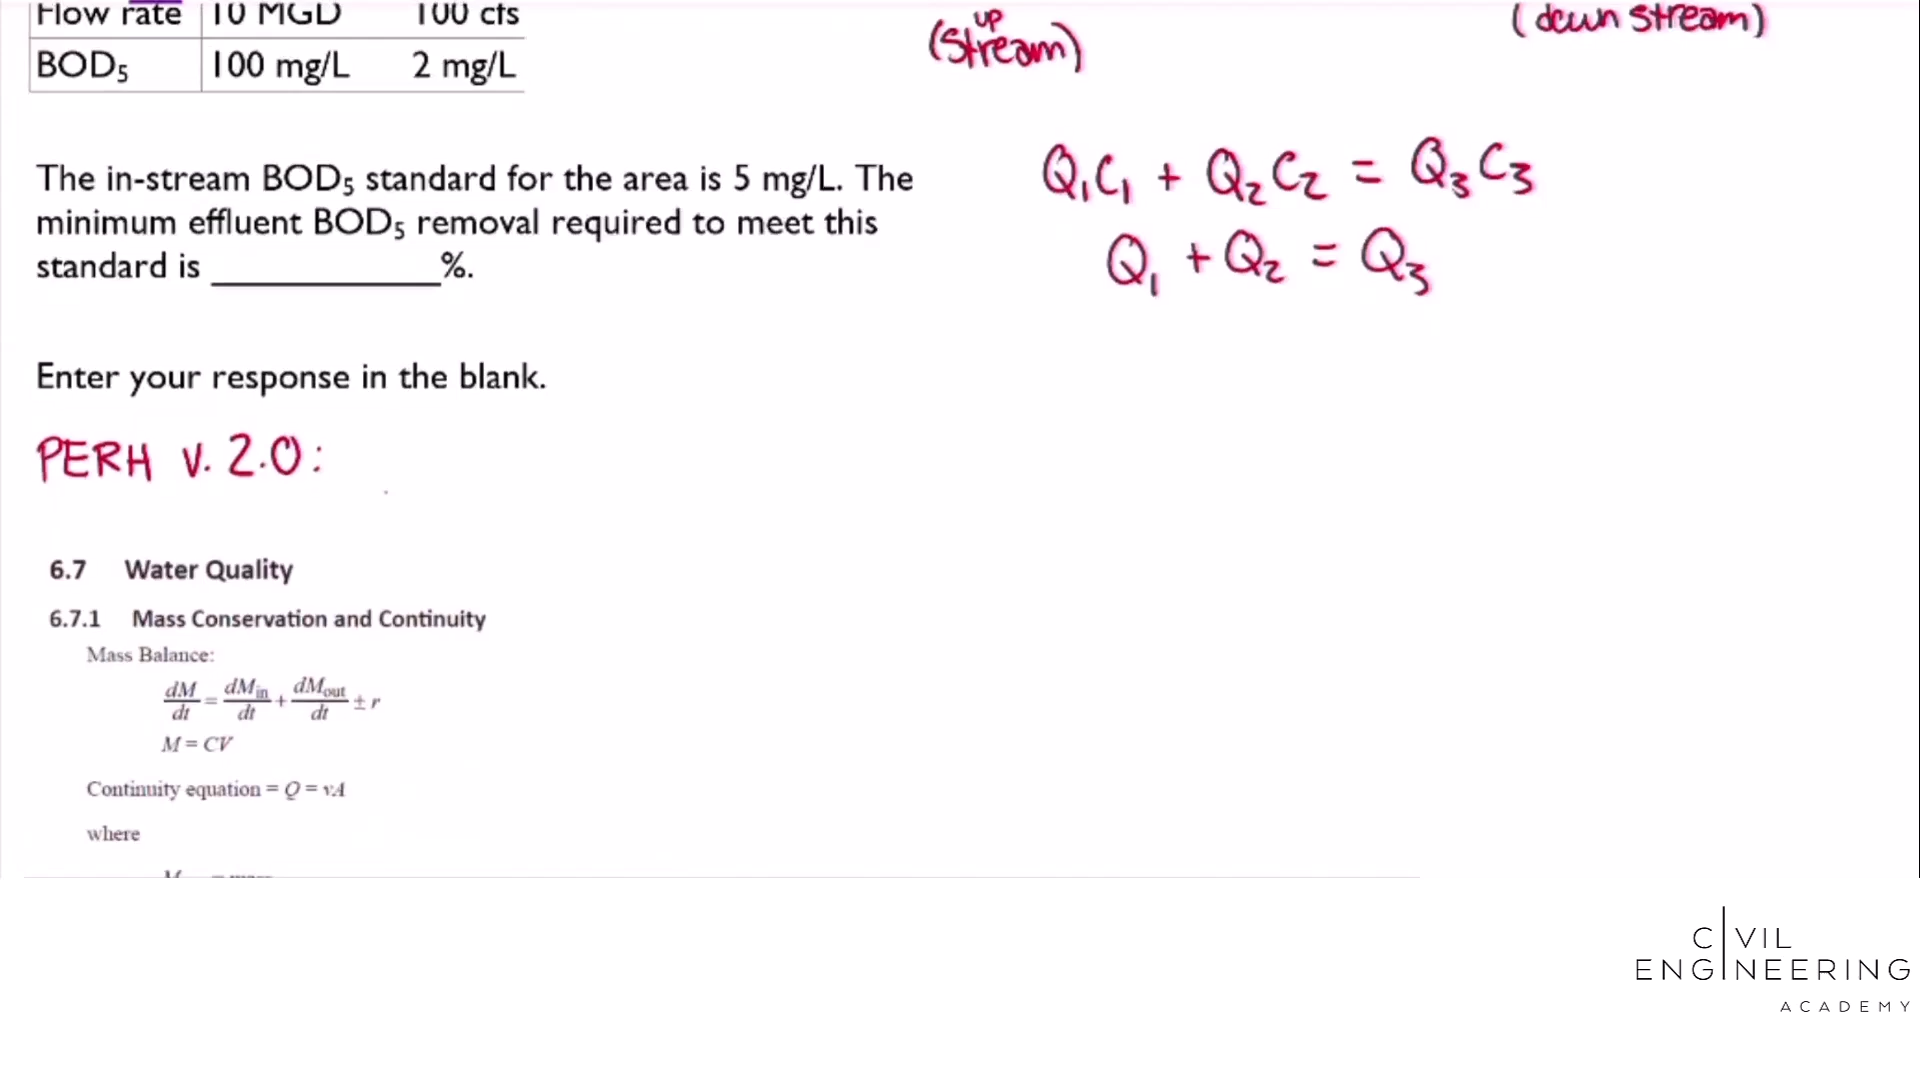 Flow rate 10 MGD 100 cfs
BOD₅ 100 mg/L 2 mg/L
(up stream)
(down stream)
The in-stream BOD₅ standard for the area is 5 mg/L. The
minimum effluent BOD₅ removal required to meet this
standard is ____________%.
Q₁C₁ + Q₂C₂ = Q₃C₃
Q₁ + Q₂ = Q₃
Enter your response in the blank.
PERH v. 2.0:
6.7 Water Quality
6.7.1 Mass Conservation and Continuity
Mass Balance:
dM/dt = dMin/dt + dMout/dt ± r
M = CV
Continuity equation = Q = vA
where
CIVIL
ENGINEERING
ACADEMY